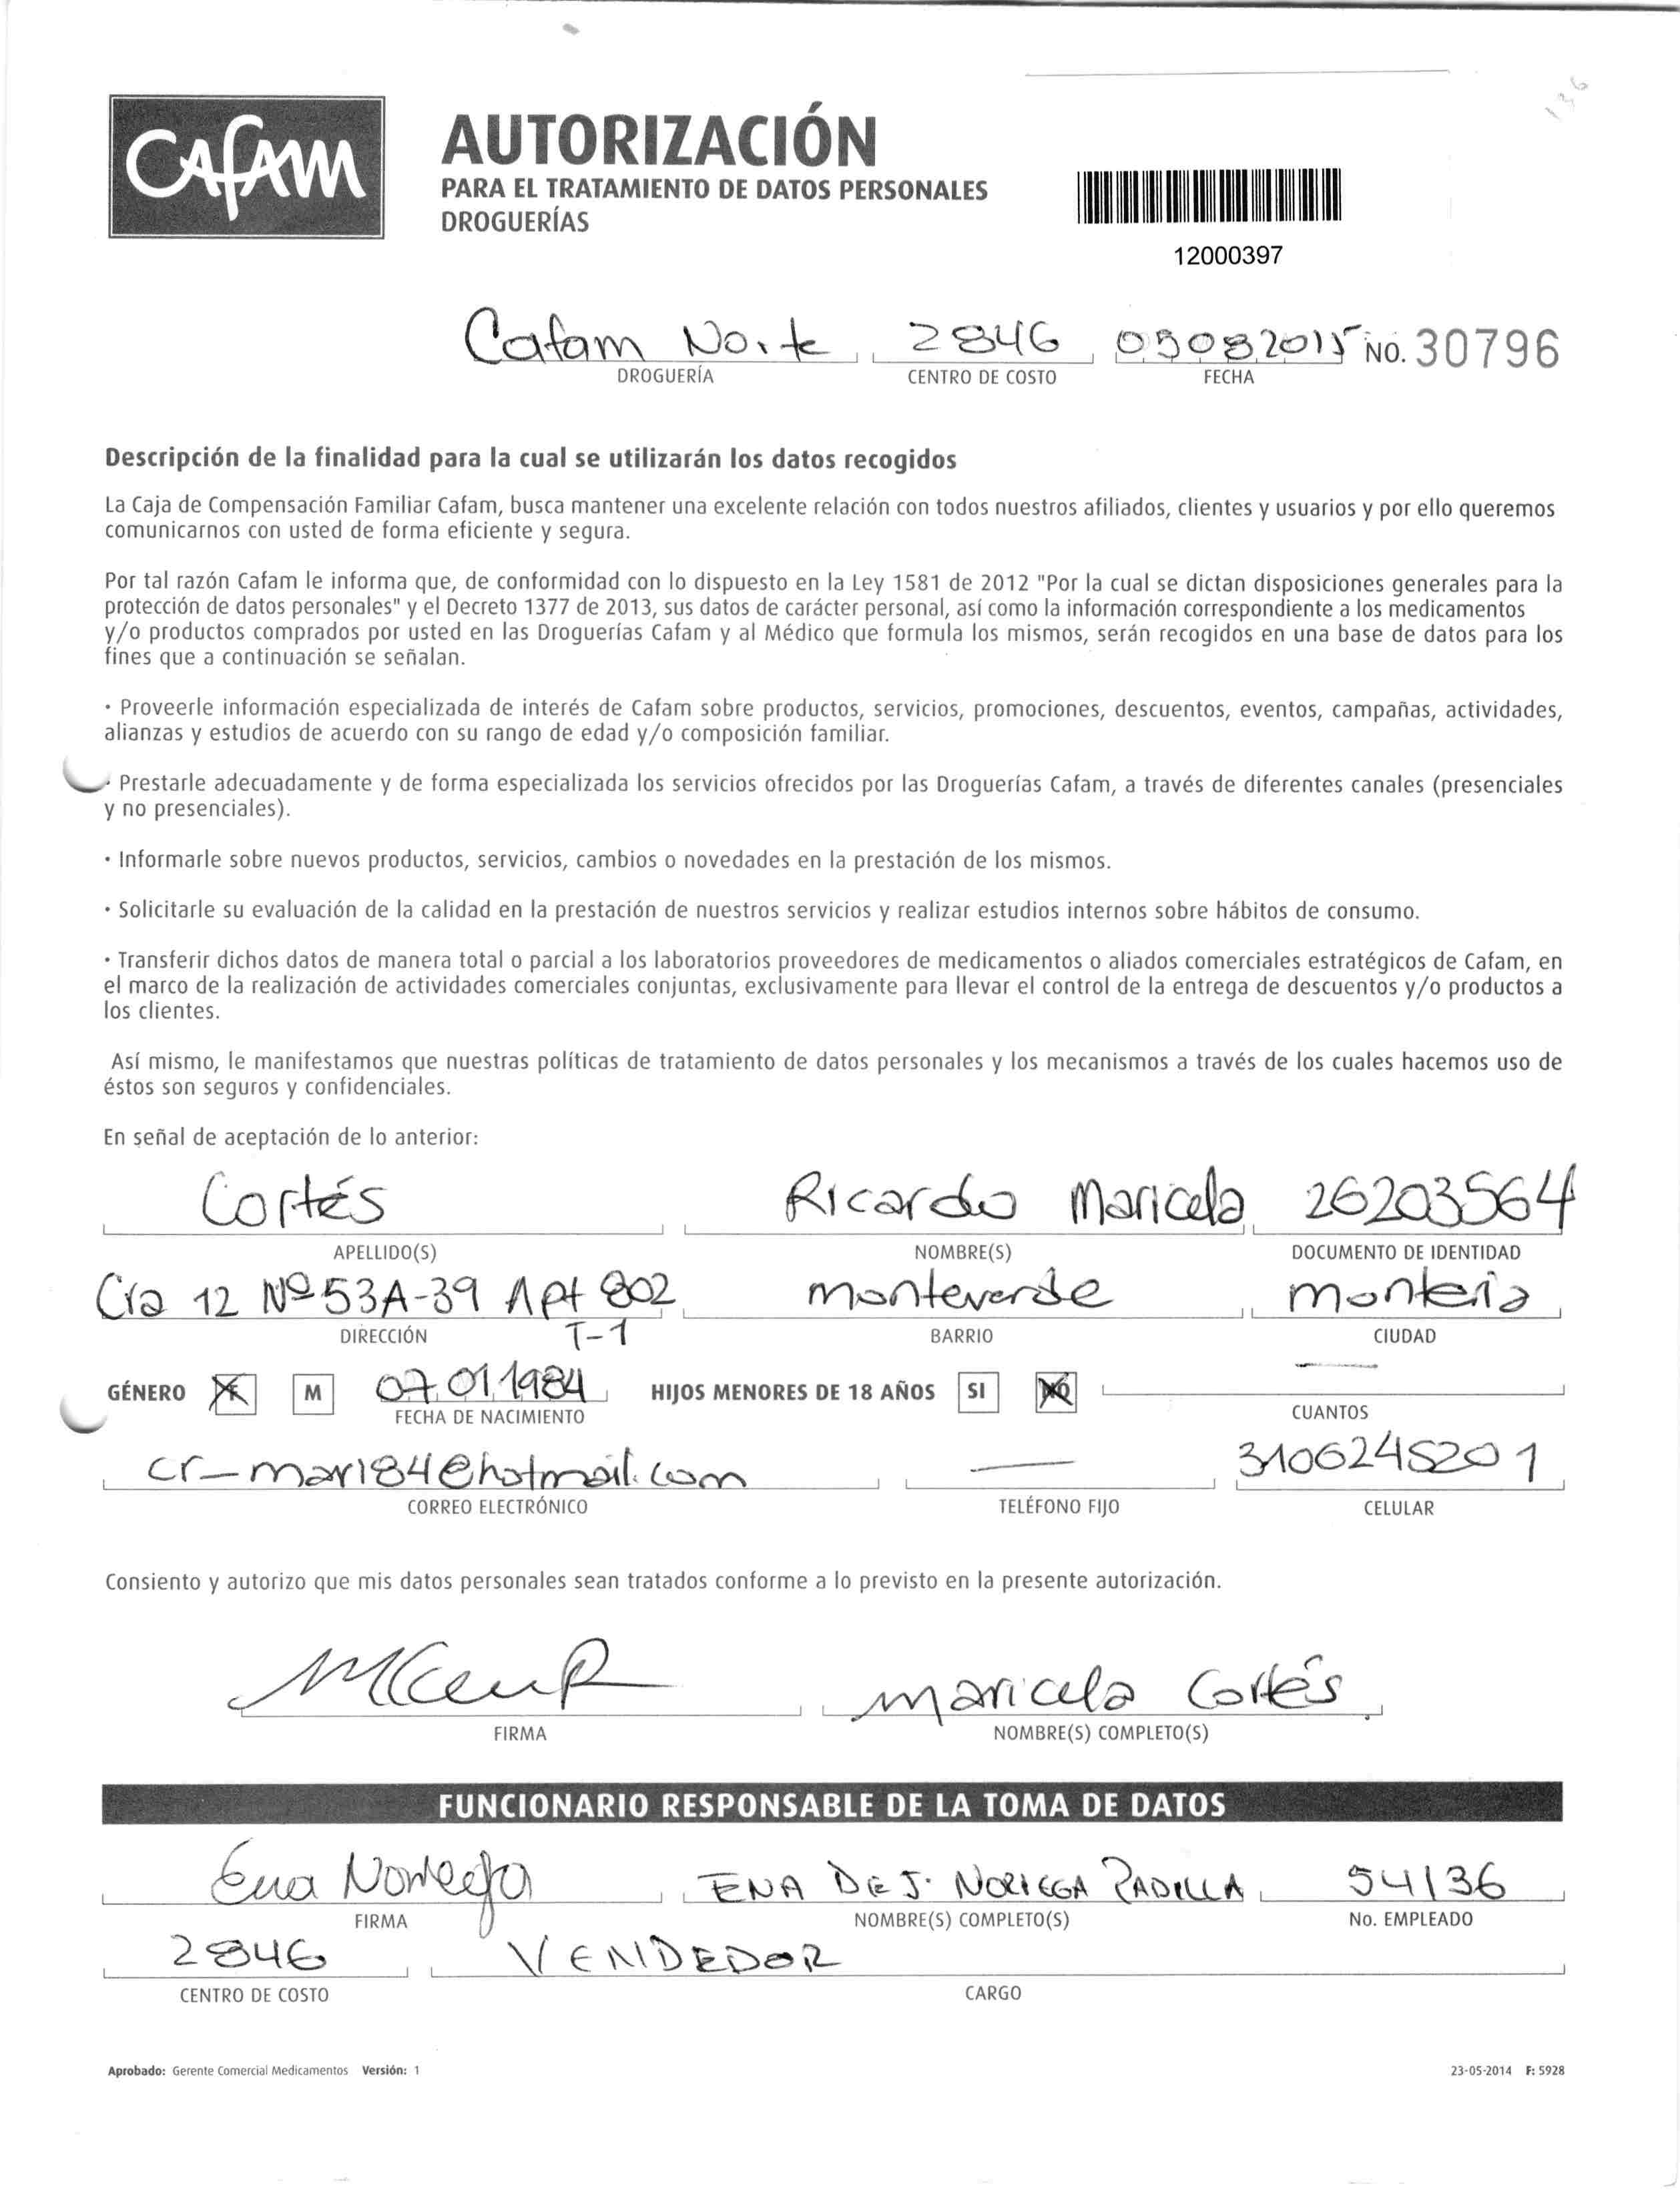 136
CAFAM
AUTORIZACIÓN
PARA EL TRATAMIENTO DE DATOS PERSONALES
DROGUERÍAS
12000397
Cafam Norte 2846 05082015 NO. 30796
DROGUERÍA CENTRO DE COSTO FECHA
Descripción de la finalidad para la cual se utilizarán los datos recogidos
La Caja de Compensación Familiar Cafam, busca mantener una excelente relación con todos nuestros afiliados, clientes y usuarios y por ello queremos
comunicarnos con usted de forma eficiente y segura.
Por tal razón Cafam le informa que, de conformidad con lo dispuesto en la Ley 1581 de 2012 "Por la cual se dictan disposiciones generales para la
protección de datos personales" y el Decreto 1377 de 2013, sus datos de carácter personal, así como la información correspondiente a los medicamentos
y/o productos comprados por usted en las Droguerías Cafam y al Médico que formula los mismos, serán recogidos en una base de datos para los
fines que a continuación se señalan.
· Proveerle información especializada de interés de Cafam sobre productos, servicios, promociones, descuentos, eventos, campañas, actividades,
alianzas y estudios de acuerdo con su rango de edad y/o composición familiar.
· Prestarle adecuadamente y de forma especializada los servicios ofrecidos por las Droguerías Cafam, a través de diferentes canales (presenciales
y no presenciales).
· Informarle sobre nuevos productos, servicios, cambios o novedades en la prestación de los mismos.
· Solicitarle su evaluación de la calidad en la prestación de nuestros servicios y realizar estudios internos sobre hábitos de consumo.
· Transferir dichos datos de manera total o parcial a los laboratorios proveedores de medicamentos o aliados comerciales estratégicos de Cafam, en
el marco de la realización de actividades comerciales conjuntas, exclusivamente para llevar el control de la entrega de descuentos y/o productos a
los clientes.
Así mismo, le manifestamos que nuestras políticas de tratamiento de datos personales y los mecanismos a través de los cuales hacemos uso de
éstos son seguros y confidenciales.
En señal de aceptación de lo anterior:
Cortés Ricardo Maricela 26203564
APELLIDO(S) NOMBRE(S) DOCUMENTO DE IDENTIDAD
Cra 12 Nº 53A-39 Apt 802 monteverde monteria
DIRECCIÓN T-1 BARRIO CIUDAD
GÉNERO F M 07.01.1984 HIJOS MENORES DE 18 AÑOS SI NO
FECHA DE NACIMIENTO CUANTOS
cr_mari84@hotmail.com 3106245201
CORREO ELECTRÓNICO TELÉFONO FIJO CELULAR
Consiento y autorizo que mis datos personales sean tratados conforme a lo previsto en la presente autorización.
maricela Cortés
FIRMA NOMBRE(S) COMPLETO(S)
FUNCIONARIO RESPONSABLE DE LA TOMA DE DATOS
Ena Noriega ENA DE J. NORIEGA PADILLA 54136
FIRMA NOMBRE(S) COMPLETO(S) No. EMPLEADO
2846 VENDEDOR
CENTRO DE COSTO CARGO
Aprobado: Gerente Comercial Medicamentos Versión: 1 23-05-2014 F: 5928